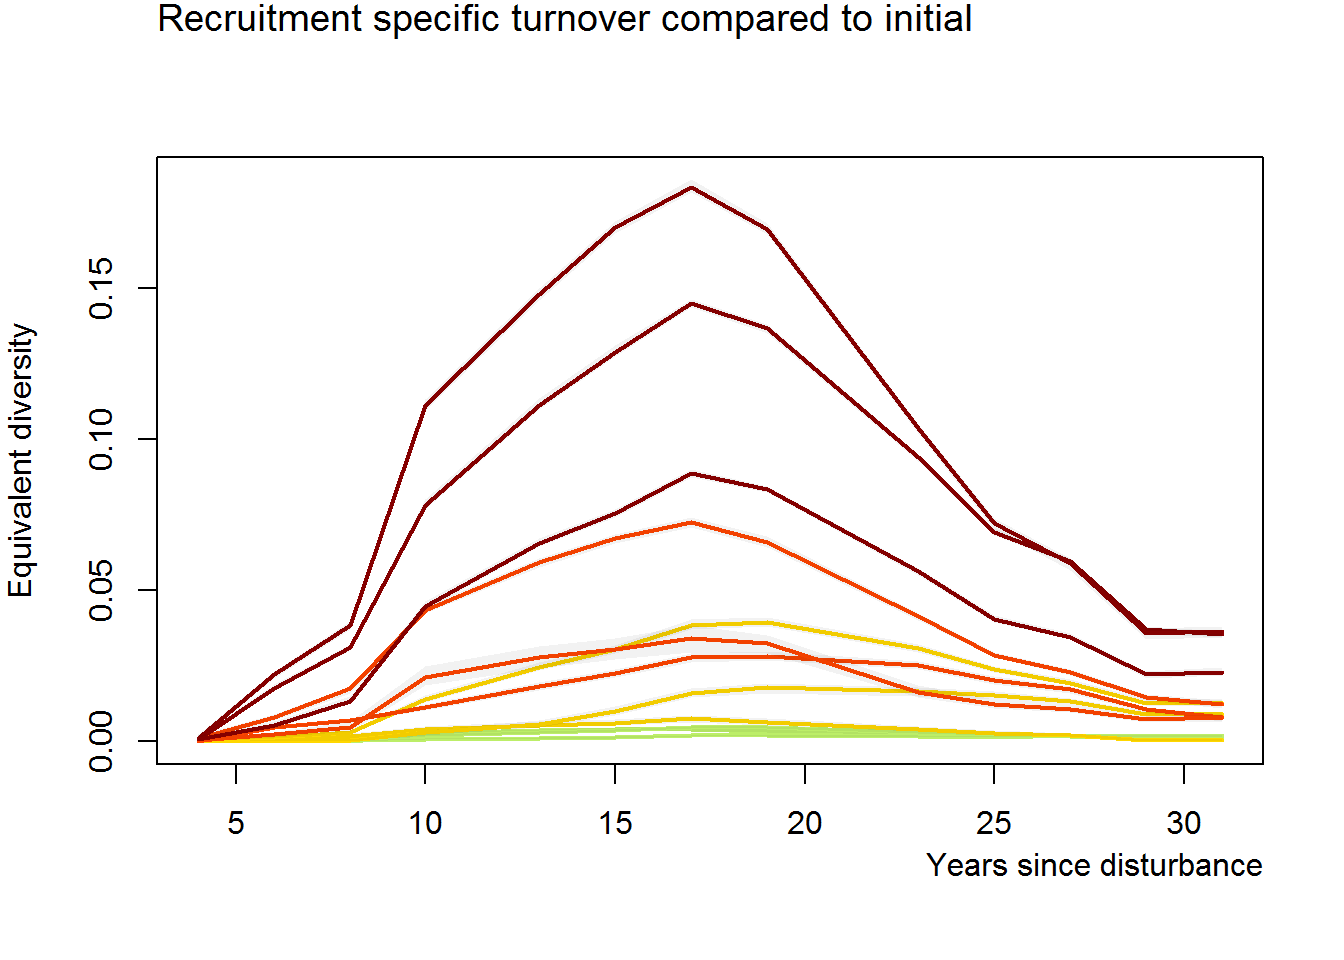 Recruitment specific turnover compared to initial
Equivalent diversity
0.15
0.10
0.05
0.00
5 10 15 20 25 30
Years since disturbance